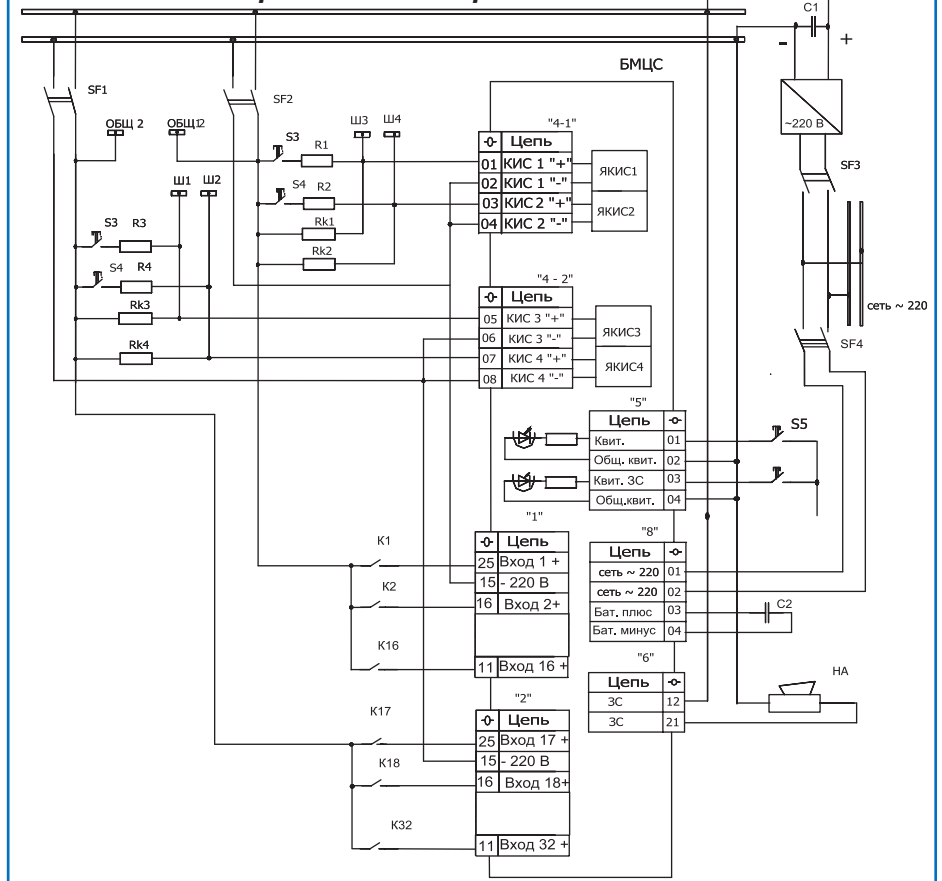 C1
- +
БМЦС
SF1
SF2
~220 В
ОБЩ 2
ОБЩ12
Ш3
Ш4
"4-1"
S3
R1
Цепь
01 КИС 1 "+"
02 КИС 1 "-"
03 КИС 2 "+"
04 КИС 2 "-"
ЯКИС1
ЯКИС2
SF3
Ш1
Ш2
S4
R2
Rk1
Rk2
S3
R3
S4
R4
Rk3
Rk4
"4 - 2"
Цепь
05 КИС 3 "+"
06 КИС 3 "-"
07 КИС 4 "+"
08 КИС 4 "-"
ЯКИС3
ЯКИС4
сеть ~ 220
SF4
"5"
Цепь
Квит. 01
Общ. квит. 02
Квит. ЗС 03
Общ.квит. 04
S5
"1"
Цепь
25 Вход 1 +
15 - 220 В
16 Вход 2+
11 Вход 16 +
K1
K2
K16
"8"
Цепь
сеть ~ 220 01
сеть ~ 220 02
Бат. плюс 03
Бат. минус 04
C2
"6"
Цепь
ЗС 12
ЗС 21
HA
"2"
Цепь
25 Вход 17 +
15 - 220 В
16 Вход 18+
11 Вход 32 +
K17
K18
K32